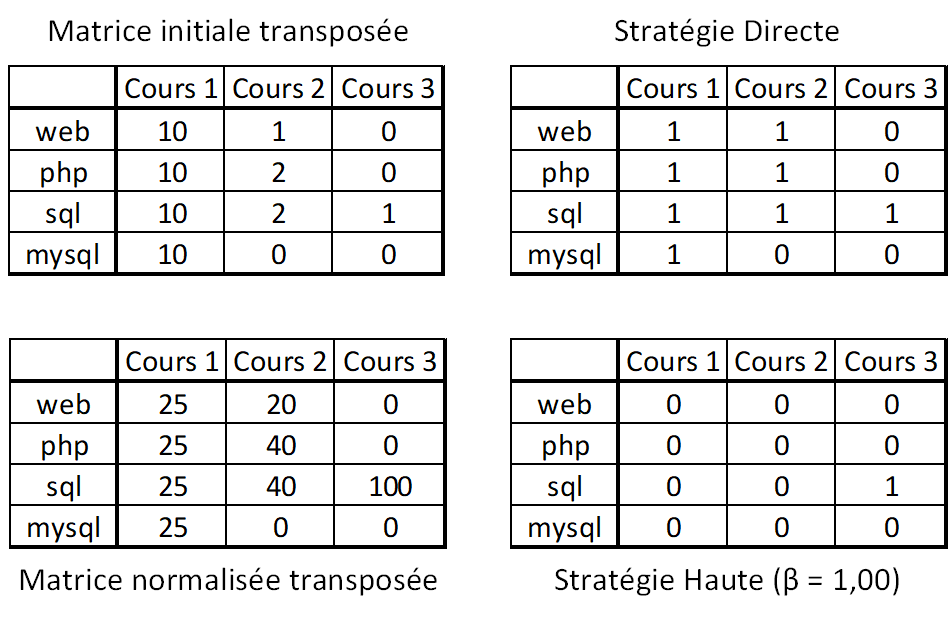 Matrice initiale transposée
Cours 1 Cours 2 Cours 3
web 10 1 0
php 10 2 0
sql 10 2 1
mysql 10 0 0
Stratégie Directe
Cours 1 Cours 2 Cours 3
web 1 1 0
php 1 1 0
sql 1 1 1
mysql 1 0 0
Cours 1 Cours 2 Cours 3
web 25 20 0
php 25 40 0
sql 25 40 100
mysql 25 0 0
Matrice normalisée transposée
Cours 1 Cours 2 Cours 3
web 0 0 0
php 0 0 0
sql 0 0 1
mysql 0 0 0
Stratégie Haute (β = 1,00)